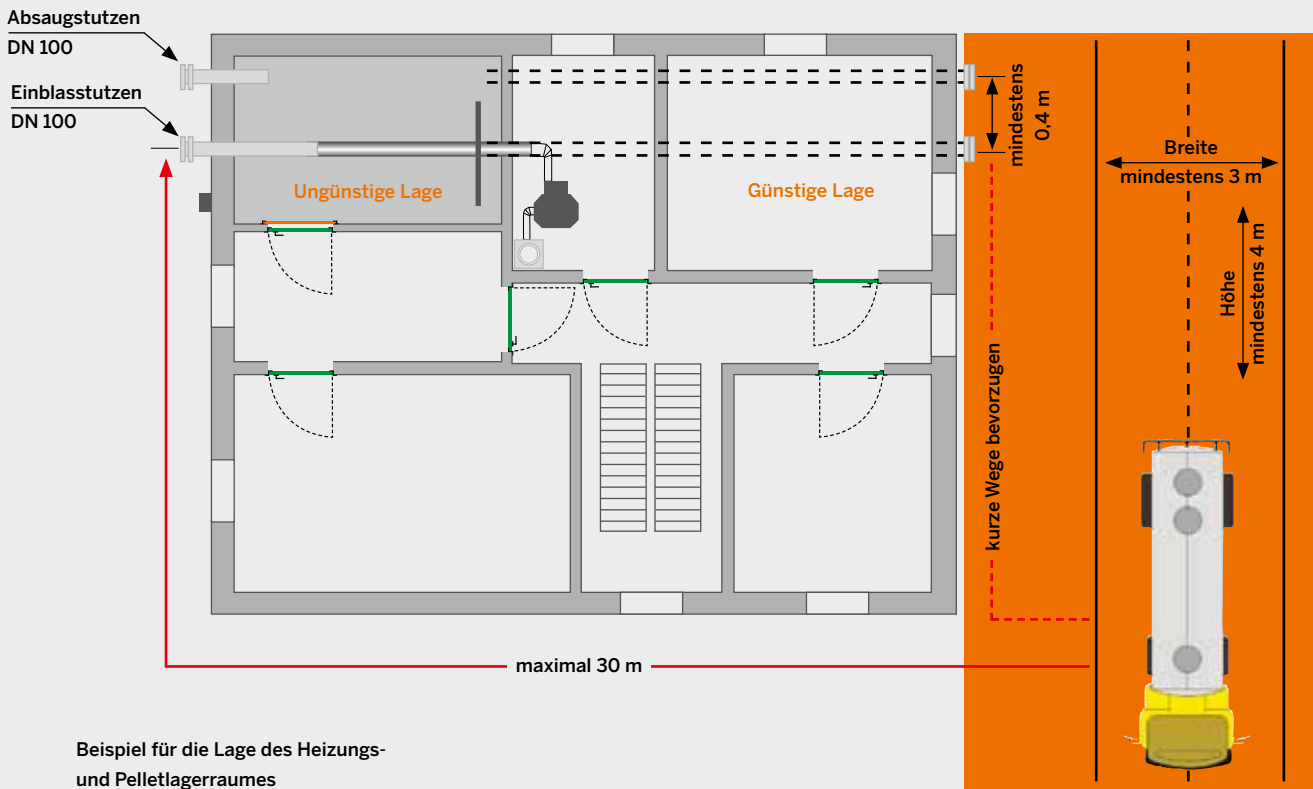 Absaugstutzen
DN 100
Einblasstutzen
DN 100
mindestens
0,4 m
Breite
mindestens 3 m
Ungünstige Lage
Günstige Lage
Höhe
mindestens 4 m
kurze Wege bevorzugen
maximal 30 m
Beispiel für die Lage des Heizungs-
und Pelletlagerraumes